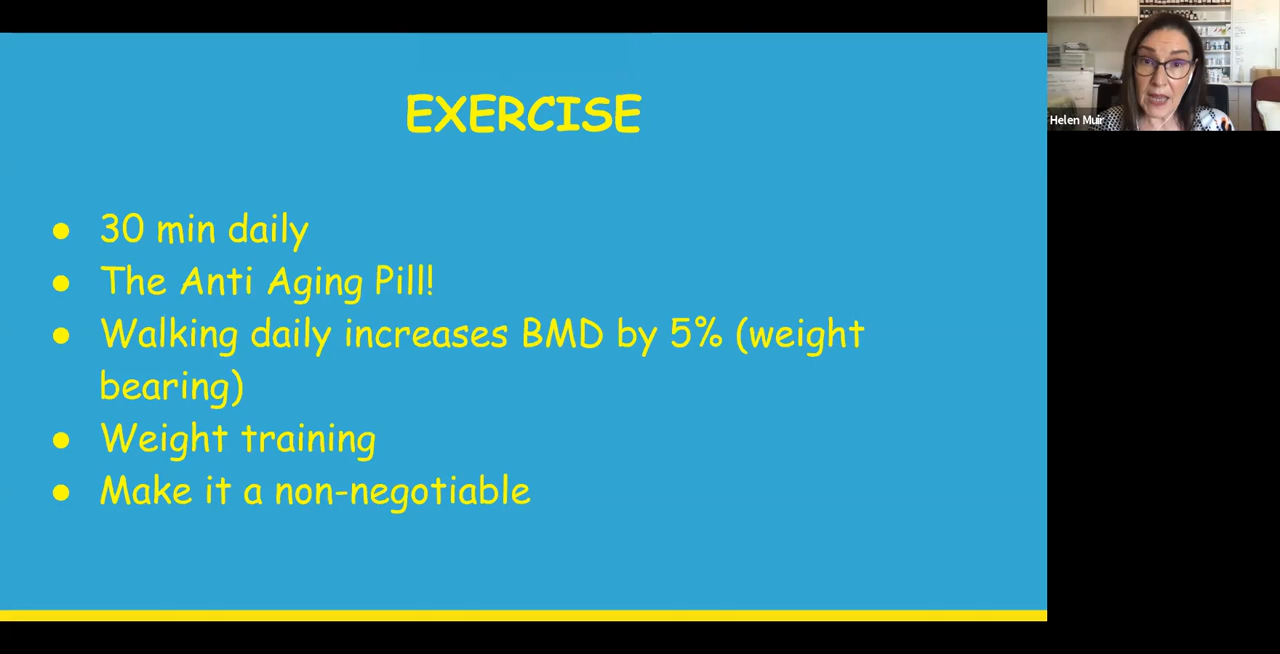 EXERCISE
● 30 min daily
● The Anti Aging Pill!
● Walking daily increases BMD by 5% (weight
bearing)
● Weight training
● Make it a non-negotiable
Helen Muir